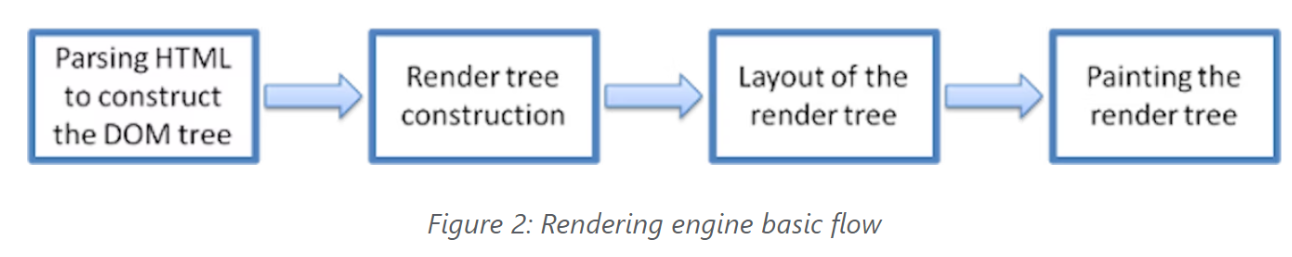 Parsing HTML
to construct
the DOM tree
Render tree
construction
Layout of the
render tree
Painting the
render tree
Figure 2: Rendering engine basic flow